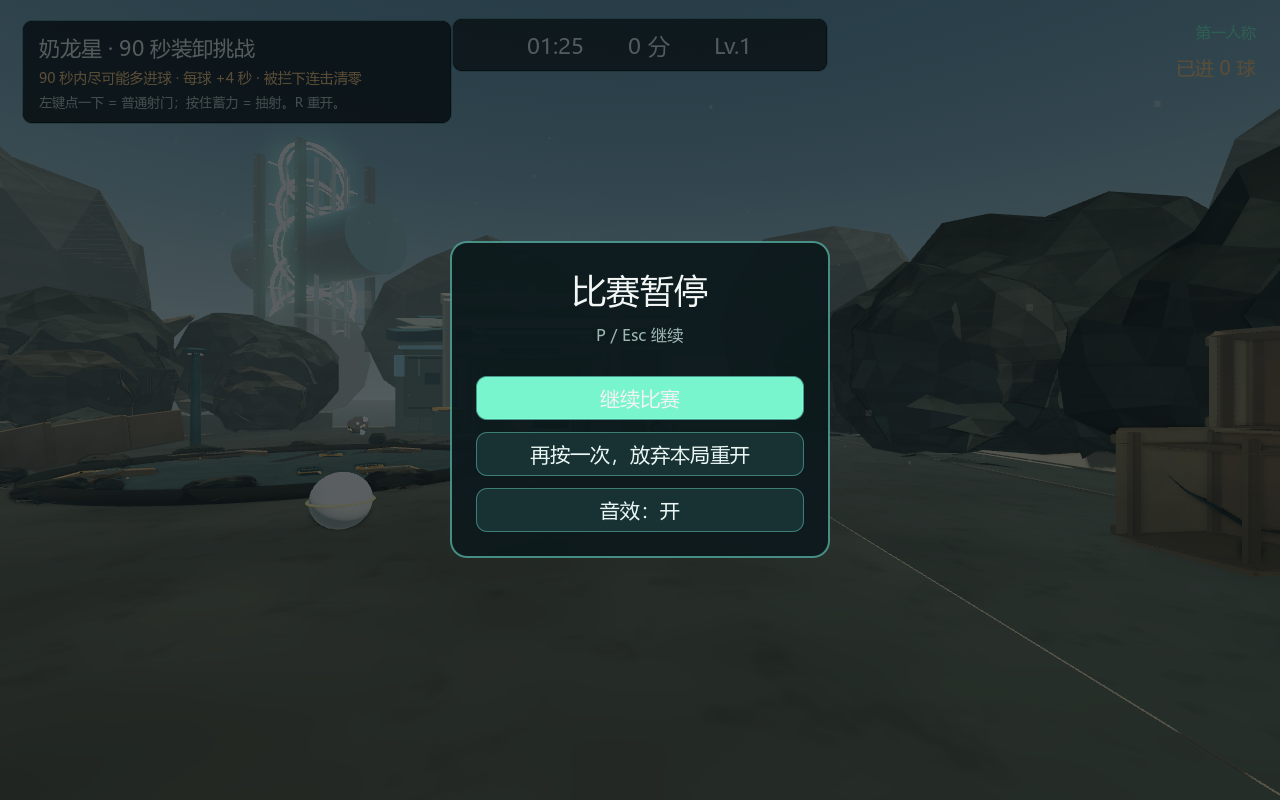 奶龙星 · 90 秒装卸挑战
90 秒内尽可能多进球 · 每球 +4 秒 · 被拦下连击清零
左键点一下 = 普通射门；按住蓄力 = 抽射。R 重开。
01:25 0 分 Lv.1
第一人称
已进 0 球
比赛暂停
P / Esc 继续
继续比赛
再按一次，放弃本局重开
音效：开